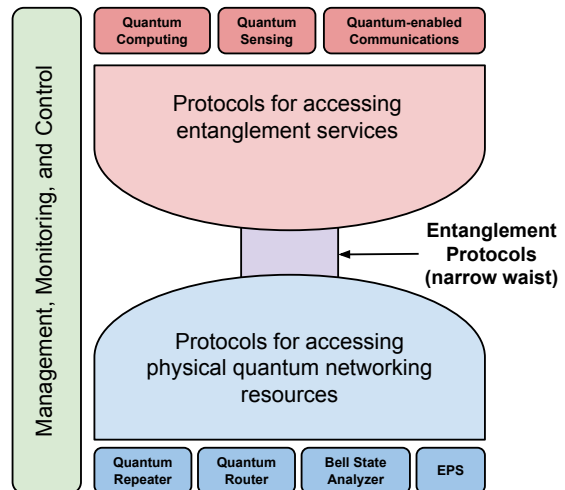 Management, Monitoring, and Control
Quantum
Computing
Quantum
Sensing
Quantum-enabled
Communications
Protocols for accessing
entanglement services
Entanglement
Protocols
(narrow waist)
Protocols for accessing
physical quantum networking
resources
Quantum
Repeater
Quantum
Router
Bell State
Analyzer
EPS